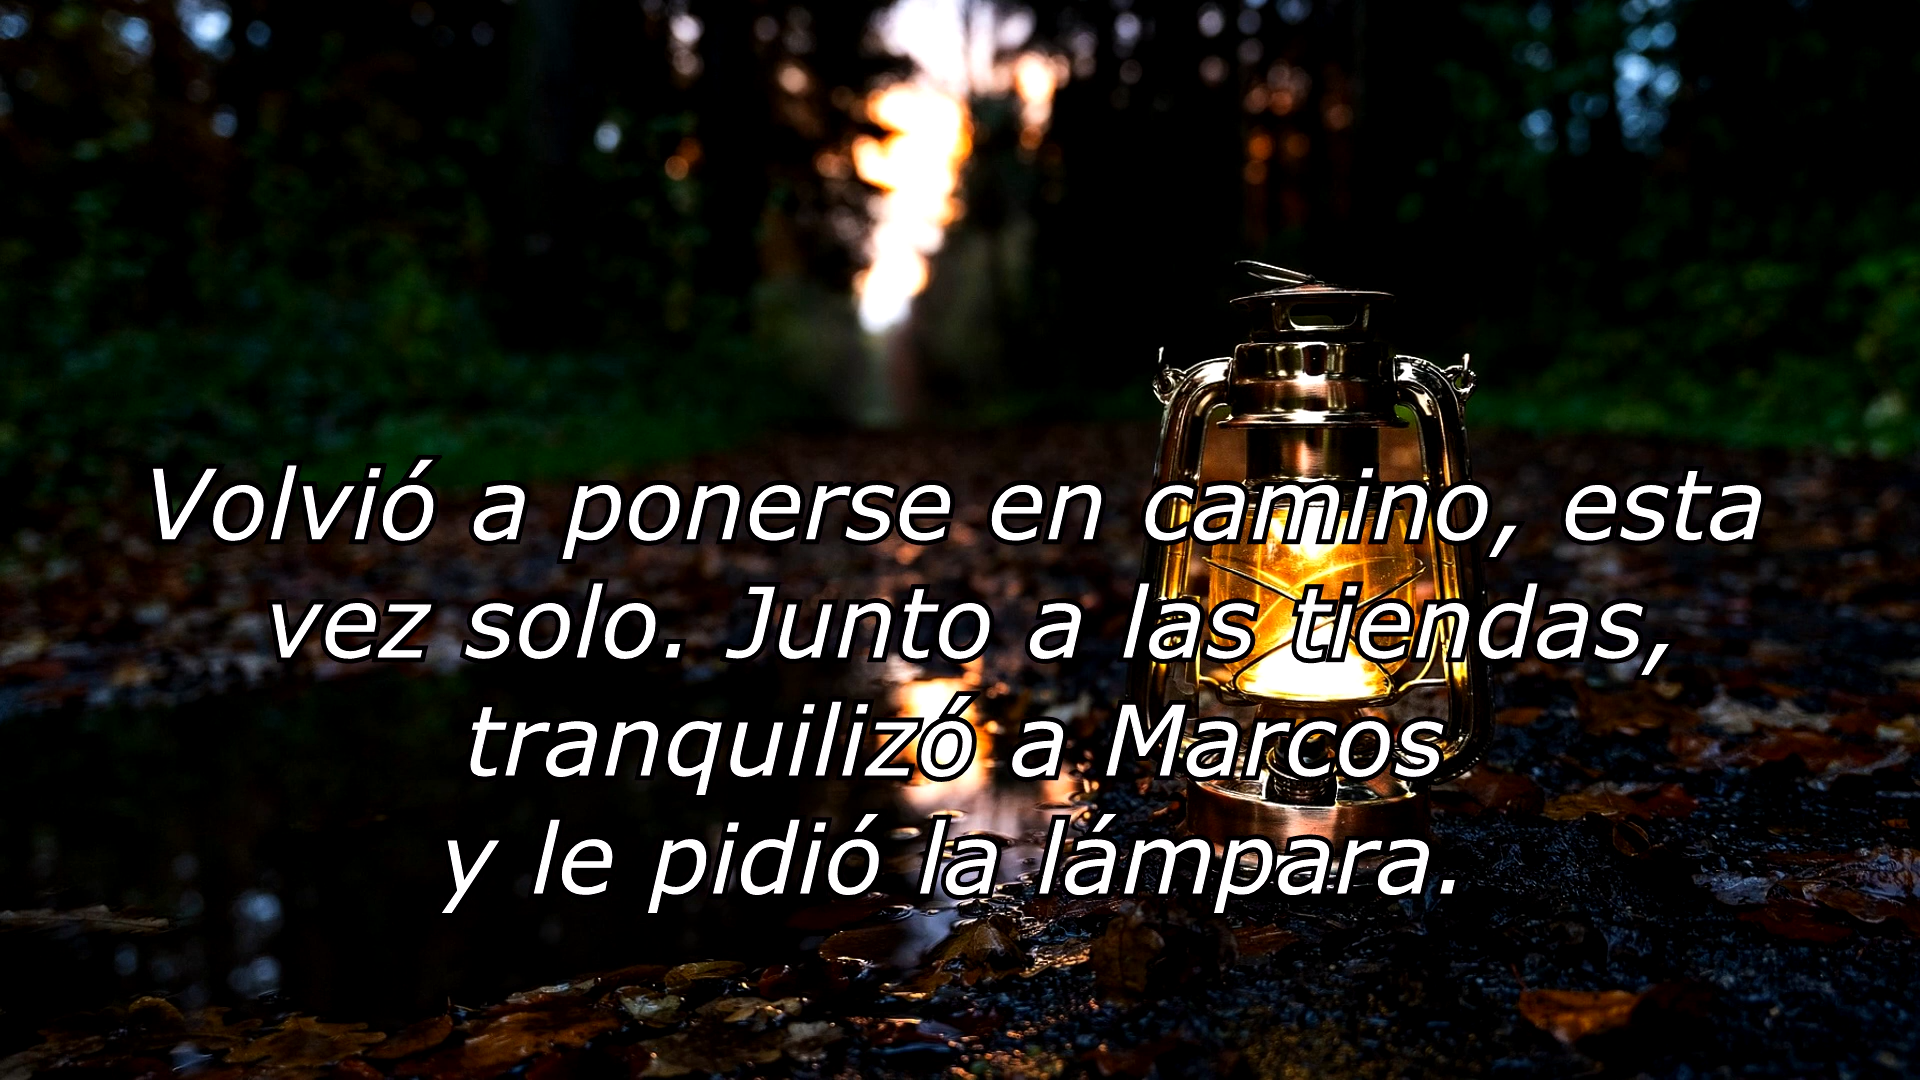 Volvió a ponerse en camino, esta
vez solo. Junto a las tiendas,
tranquilizó a Marcos
y le pidió la lámpara.